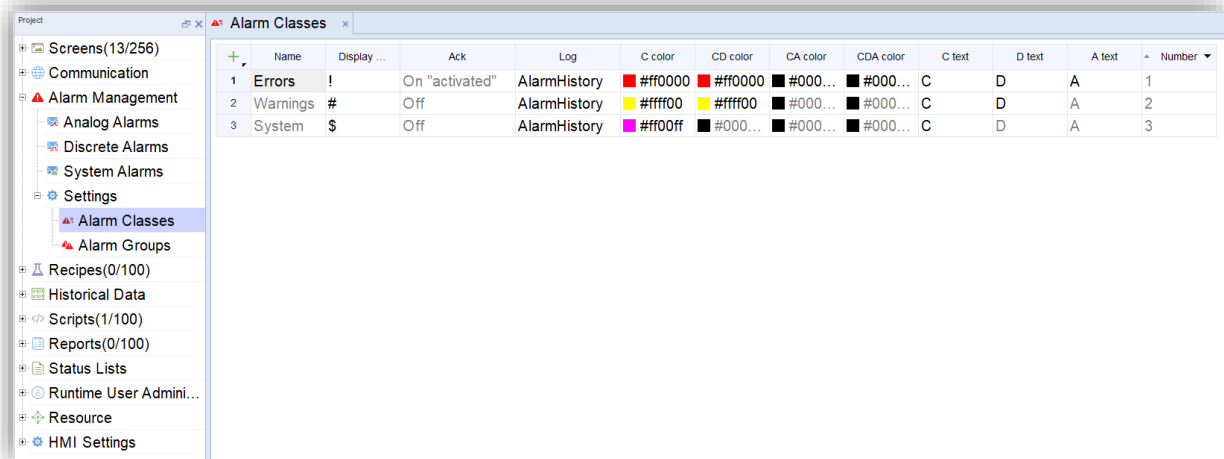 Project
Alarm Classes ×
Screens(13/256)
Communication
Alarm Management
Analog Alarms
Discrete Alarms
System Alarms
Settings
Alarm Classes
Alarm Groups
Recipes(0/100)
Historical Data
Scripts(1/100)
Reports(0/100)
Status Lists
Runtime User Admini...
Resource
HMI Settings
Name Display ... Ack Log C color CD color CA color CDA color C text D text A text Number
1 Errors ! On "activated" AlarmHistory #ff0000 #ff0000 #000... #000... C D A 1
2 Warnings # Off AlarmHistory #ffff00 #ffff00 #000... #000... C D A 2
3 System $ Off AlarmHistory #ff00ff #000... #000... #000... C D A 3